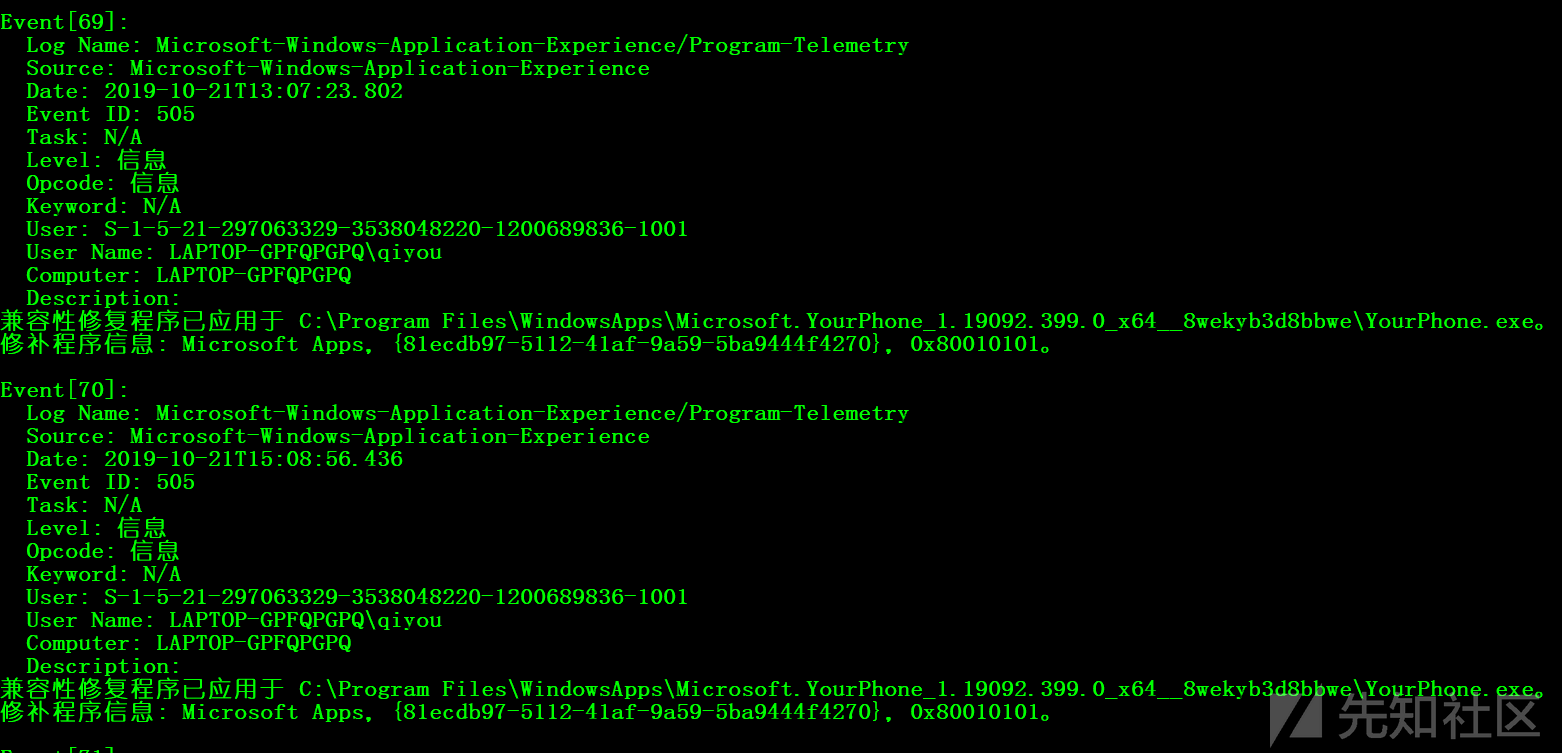 Event[69]:
  Log Name: Microsoft-Windows-Application-Experience/Program-Telemetry
  Source: Microsoft-Windows-Application-Experience
  Date: 2019-10-21T13:07:23.802
  Event ID: 505
  Task: N/A
  Level: 信息
  Opcode: 信息
  Keyword: N/A
  User: S-1-5-21-297063329-3538048220-1200689836-1001
  User Name: LAPTOP-GPFQPGPQ\qiyou
  Computer: LAPTOP-GPFQPGPQ
  Description:
兼容性修复程序已应用于 C:\Program Files\WindowsApps\Microsoft.YourPhone_1.19092.399.0_x64__8wekyb3d8bbwe\YourPhone.exe。
修补程序信息: Microsoft Apps, {81ecdb97-5112-41af-9a59-5ba9444f4270}, 0x80010101。

Event[70]:
  Log Name: Microsoft-Windows-Application-Experience/Program-Telemetry
  Source: Microsoft-Windows-Application-Experience
  Date: 2019-10-21T15:08:56.436
  Event ID: 505
  Task: N/A
  Level: 信息
  Opcode: 信息
  Keyword: N/A
  User: S-1-5-21-297063329-3538048220-1200689836-1001
  User Name: LAPTOP-GPFQPGPQ\qiyou
  Computer: LAPTOP-GPFQPGPQ
  Description:
兼容性修复程序已应用于 C:\Program Files\WindowsApps\Microsoft.YourPhone_1.19092.399.0_x64__8wekyb3d8bbwe\YourPhone.exe。
修补程序信息: Microsoft Apps, {81ecdb97-5112-41af-9a59-5ba9444f4270}, 0x80010101。
先知社区